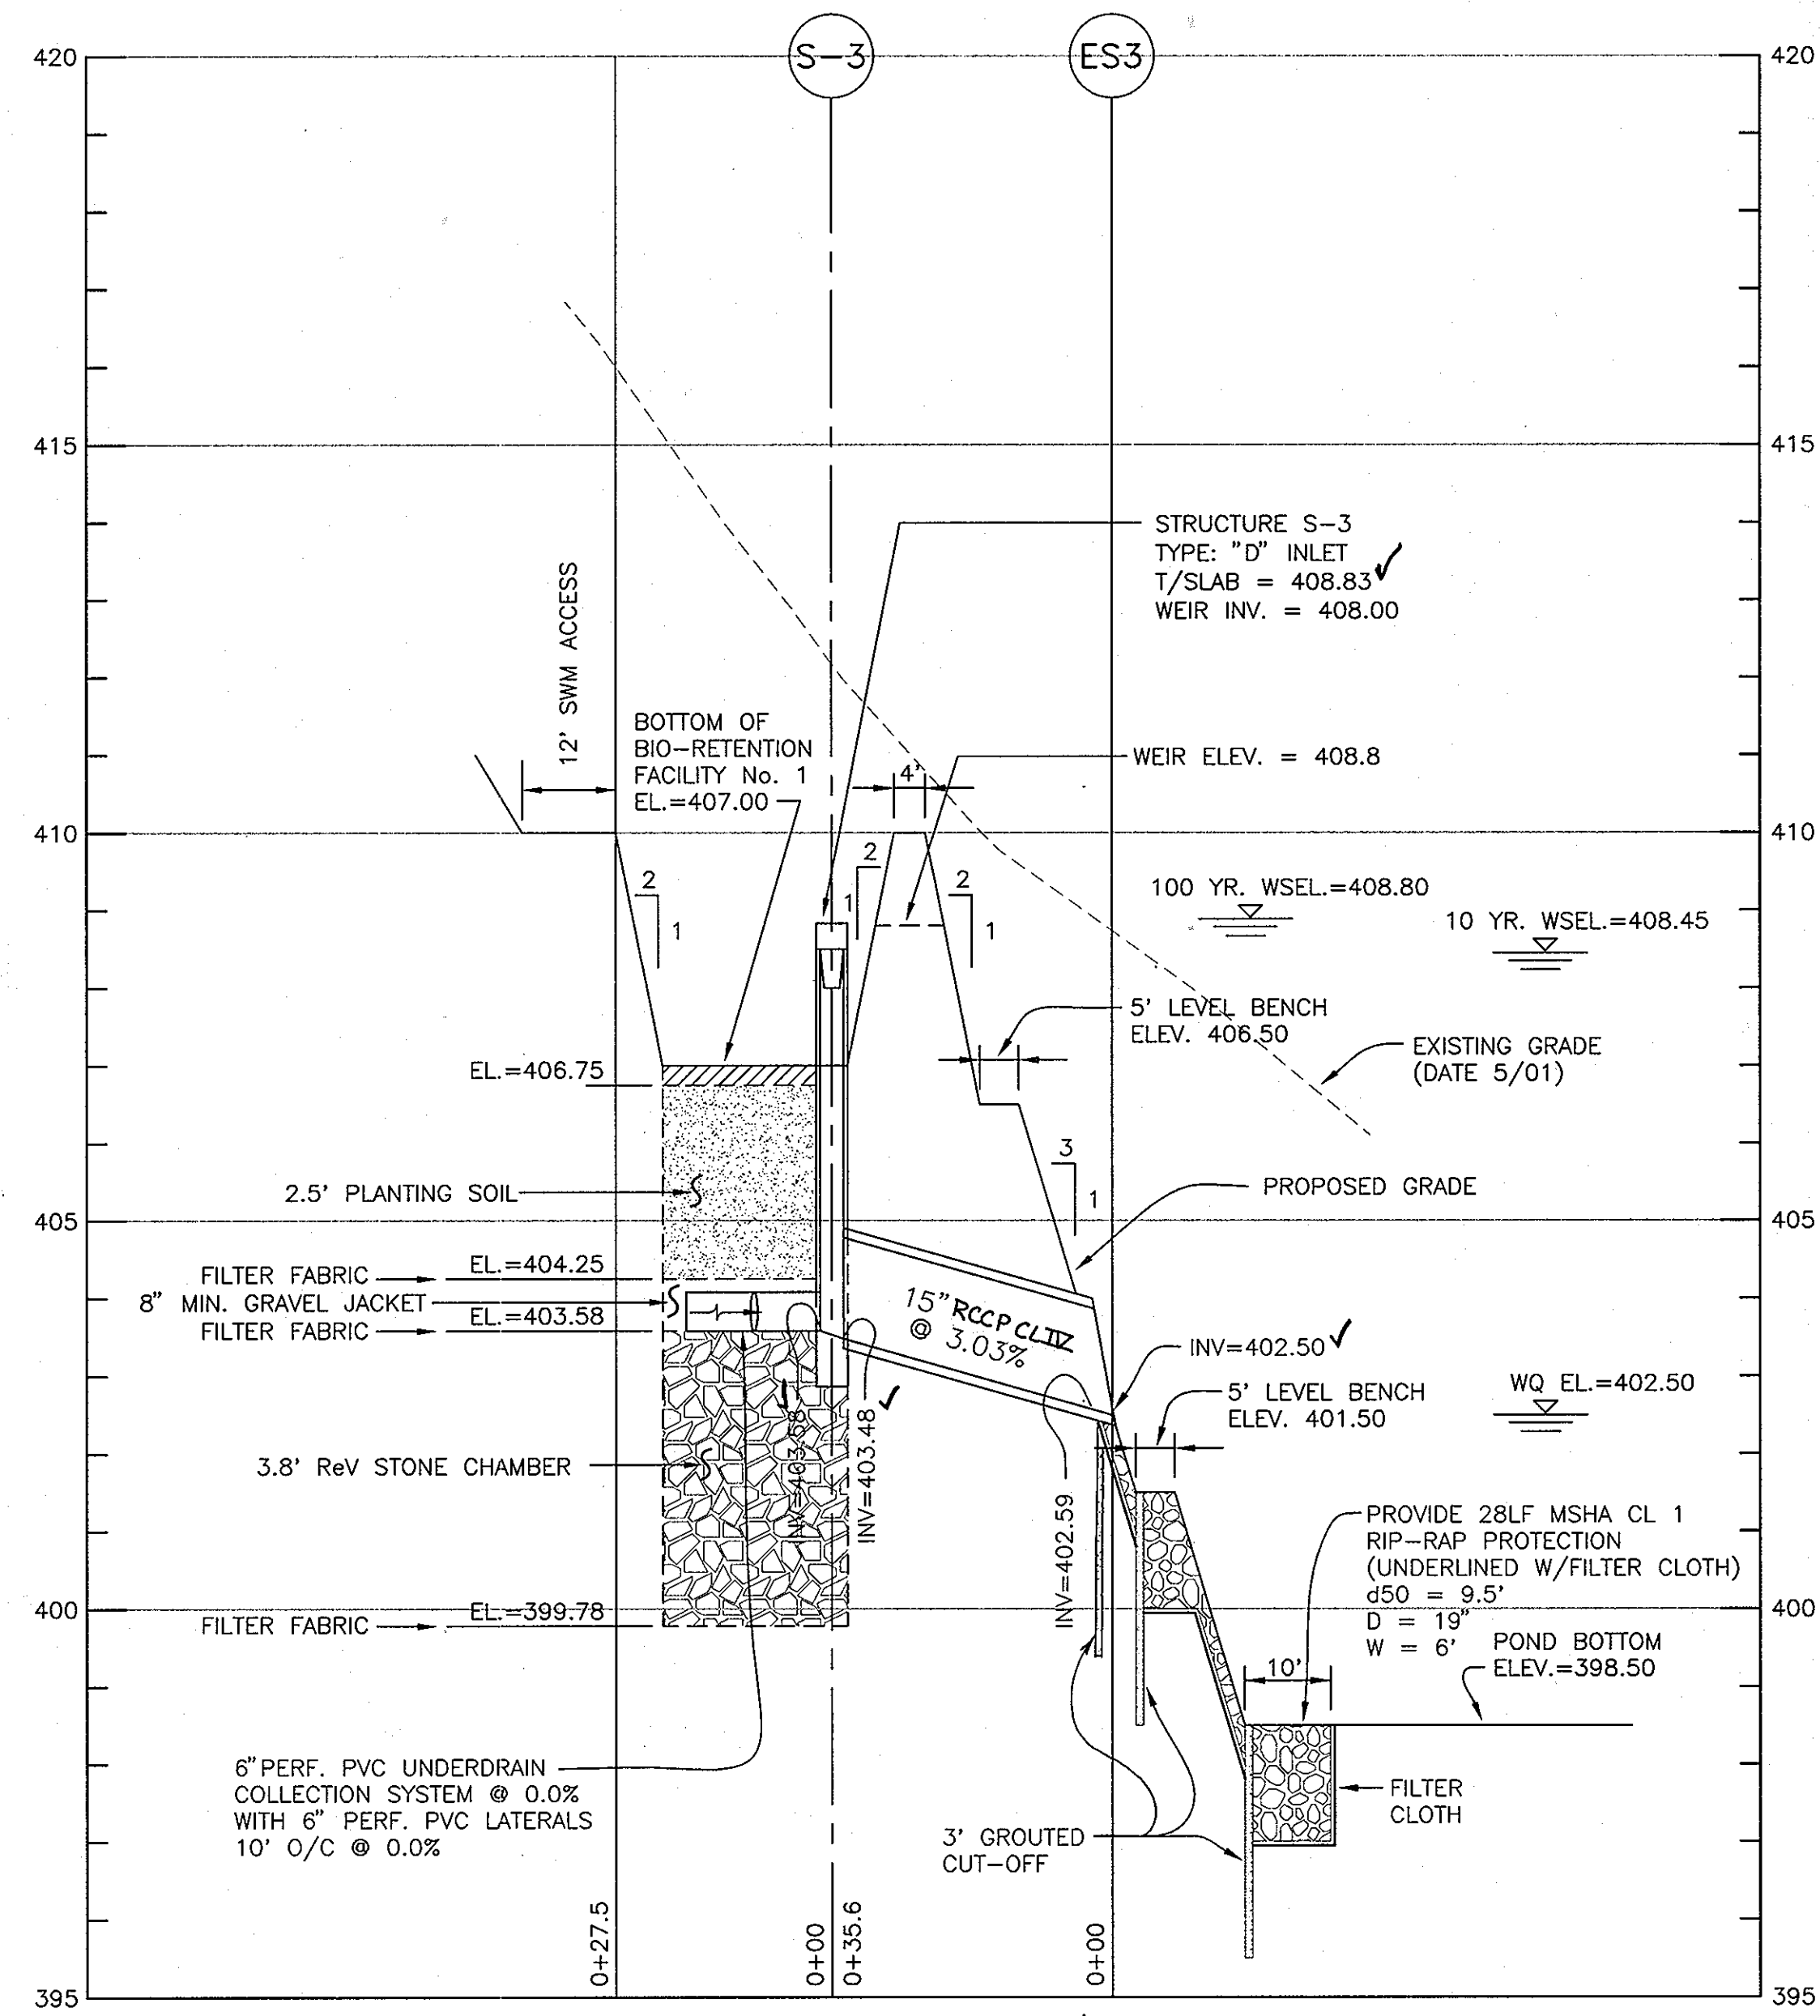 S-3
ES3
420
420
415
415
410
410
405
405
400
400
395
395
STRUCTURE S-3
TYPE: "D" INLET
T/SLAB = 408.83
WEIR INV. = 408.00
12' SWM ACCESS
BOTTOM OF
BIO-RETENTION
FACILITY No. 1
EL.=407.00
4'
WEIR ELEV. = 408.8
2
1
2
1
2
1
100 YR. WSEL.=408.80
10 YR. WSEL.=408.45
5' LEVEL BENCH
ELEV. 406.50
EXISTING GRADE
(DATE 5/01)
EL.=406.75
3
1
2.5' PLANTING SOIL
PROPOSED GRADE
FILTER FABRIC
EL.=404.25
8" MIN. GRAVEL JACKET
FILTER FABRIC
EL.=403.58
15" RCCP CL IV
@ 3.03%
INV=402.50
5' LEVEL BENCH
ELEV. 401.50
WQ EL.=402.50
3.8' ReV STONE CHAMBER
INV=403.58
INV=403.48
INV=402.59
PROVIDE 28LF MSHA CL 1
RIP-RAP PROTECTION
(UNDERLINED W/FILTER CLOTH)
d50 = 9.5'
D = 19"
W = 6'
FILTER FABRIC
EL.=399.78
10'
POND BOTTOM
ELEV.=398.50
6" PERF. PVC UNDERDRAIN
COLLECTION SYSTEM @ 0.0%
WITH 6" PERF. PVC LATERALS
10' O/C @ 0.0%
3' GROUTED
CUT-OFF
FILTER
CLOTH
0+27.5
0+00
0+35.6
0+00